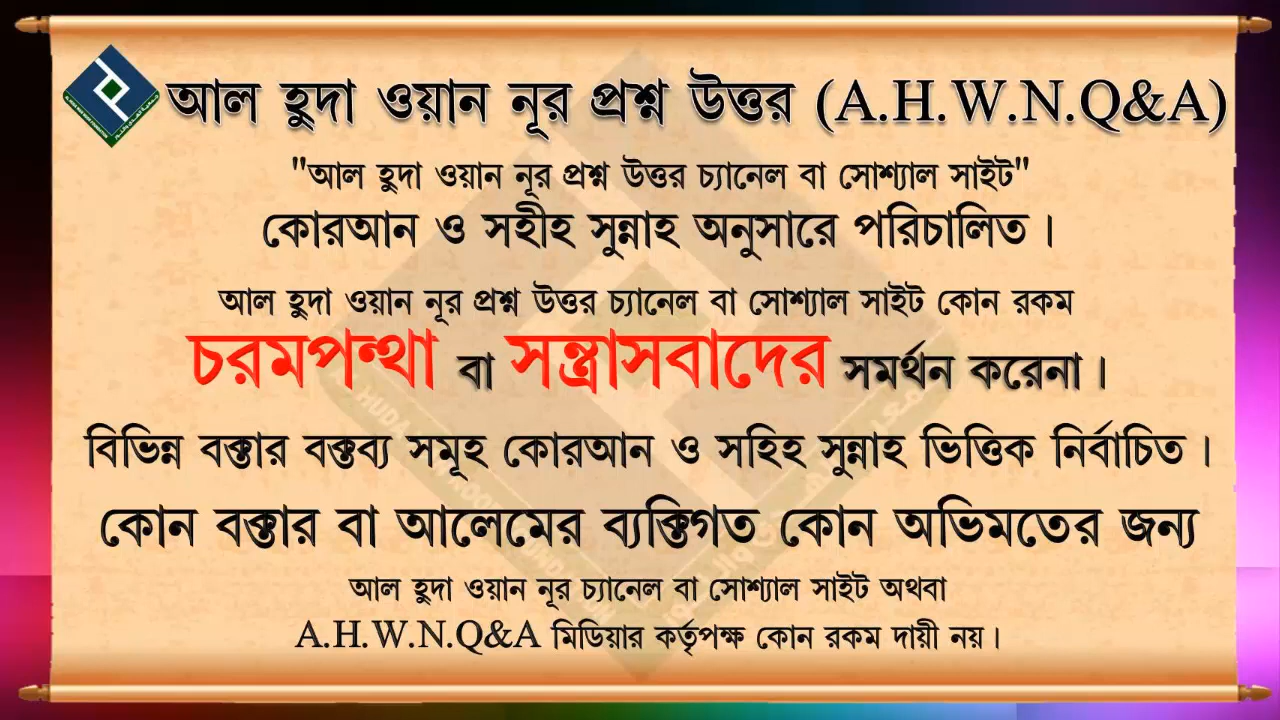 আল হুদা ওয়ান নূর প্রশ্ন উত্তর (A.H.W.N.Q&A)
"আল হুদা ওয়ান নূর প্রশ্ন উত্তর চ্যানেল বা সোশ্যাল সাইট"
কোরআন ও সহীহ সুন্নাহ অনুসারে পরিচালিত।
আল হুদা ওয়ান নূর প্রশ্ন উত্তর চ্যানেল বা সোশ্যাল সাইট কোন রকম
চরমপন্থা বা সন্ত্রাসবাদের সমর্থন করেনা।
বিভিন্ন বক্তার বক্তব্য সমূহ কোরআন ও সহিহ সুন্নাহ ভিত্তিক নির্বাচিত।
কোন বক্তার বা আলেমের ব্যক্তিগত কোন অভিমতের জন্য
আল হুদা ওয়ান নূর চ্যানেল বা সোশ্যাল সাইট অথবা
A.H.W.N.Q&A মিডিয়ার কর্তৃপক্ষ কোন রকম দায়ী নয়।